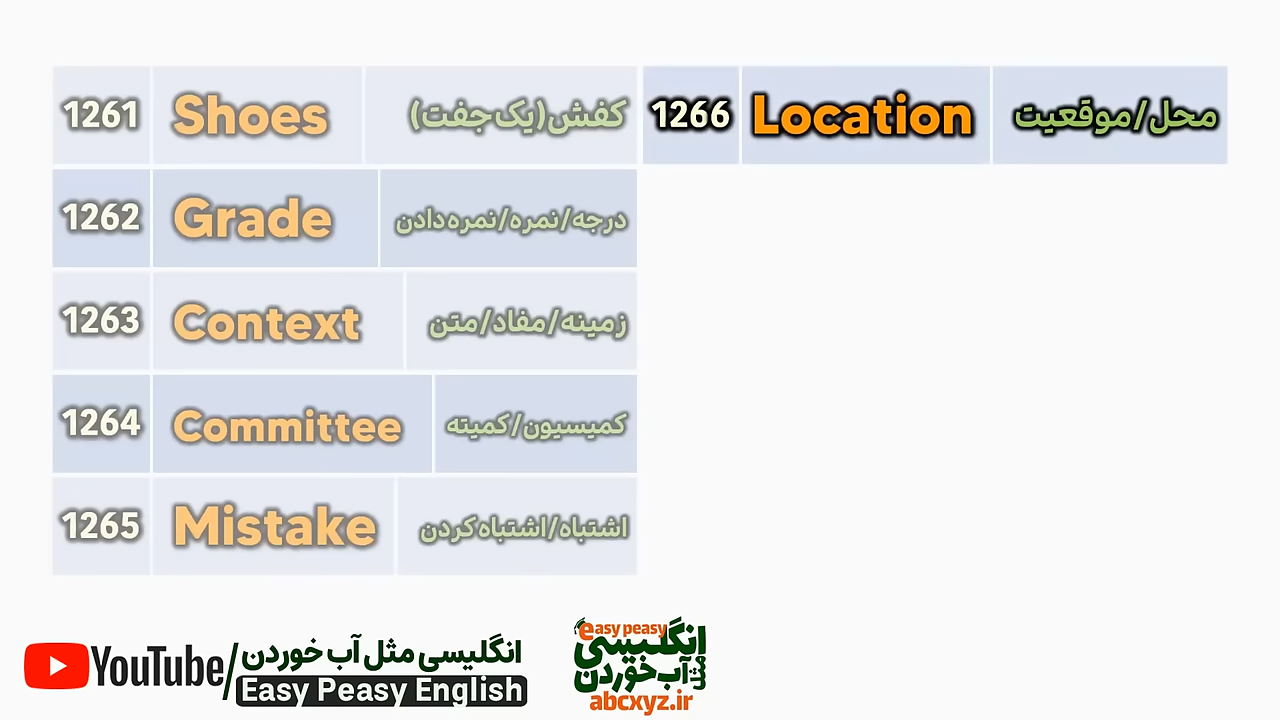 1261 Shoes کفش(یک جفت)
1262 Grade درجه/نمره/نمره دادن
1263 Context زمینه/مفاد/متن
1264 Committee کمیسیون/کمیته
1265 Mistake اشتباه/اشتباه کردن
1266 Location محل/موقعیت
YouTube/انگلیسی مثل آب خوردن
Easy Peasy English
easy peasy
انگلیسی
مثل آب خوردن
abcxyz.ir